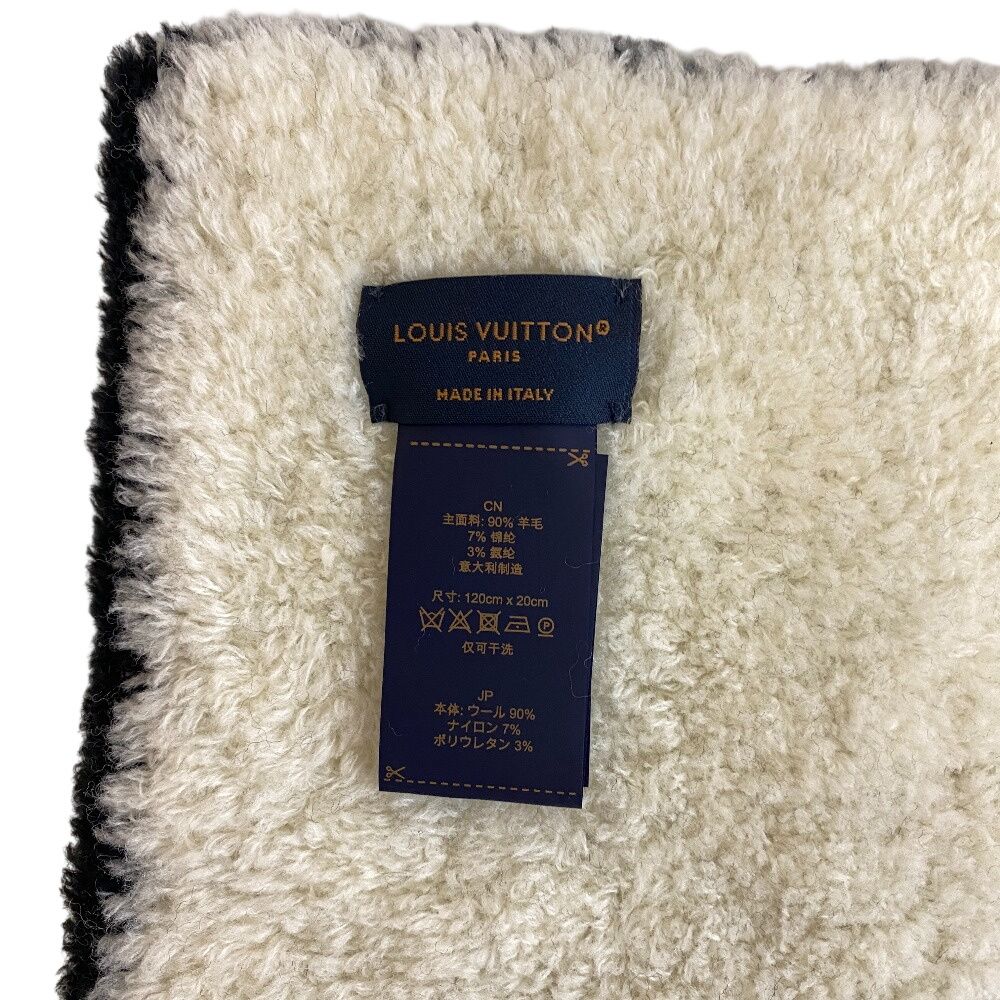 LOUIS VUITTON®
PARIS
MADE IN ITALY
CN
主面料: 90% 羊毛
7% 锦纶
3% 氨纶
意大利制造
尺寸: 120cm x 20cm
P
仅可干洗
JP
本体: ウール 90%
ナイロン 7%
ポリウレタン 3%